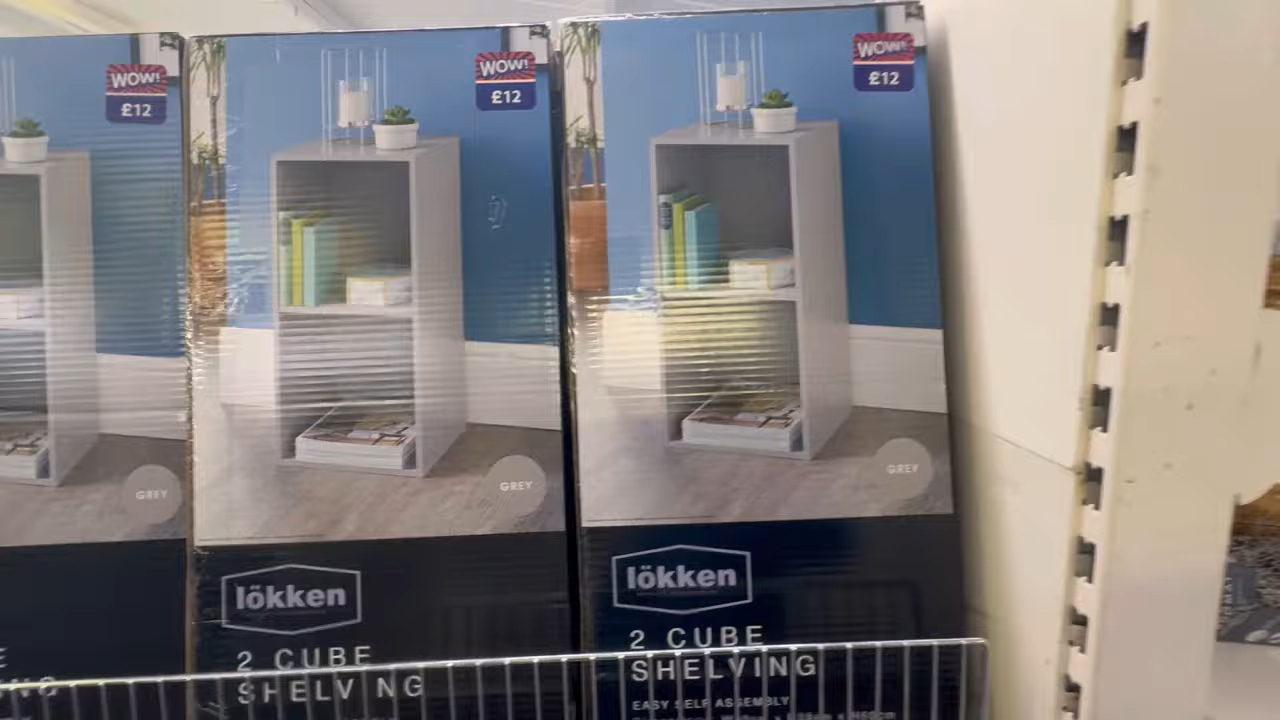 WOW!
£12
GREY
WOW!
£12
GREY
lökken
2 CUBE
SHELVING
WOW!
£12
GREY
lökken
2 CUBE
SHELVING
EASY SELF ASSEMBLY